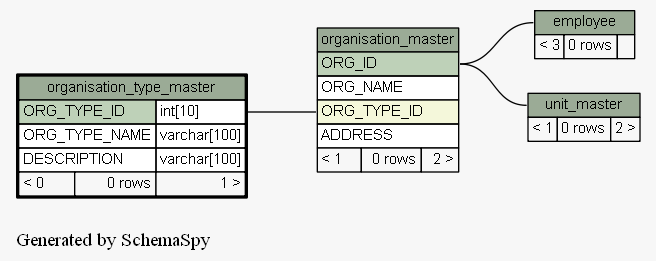 employee
< 3 0 rows
organisation_master
ORG_ID
ORG_NAME
ORG_TYPE_ID
ADDRESS
< 1 0 rows 2 >
organisation_type_master
ORG_TYPE_ID int[10]
ORG_TYPE_NAME varchar[100]
DESCRIPTION varchar[100]
< 0 0 rows 1 >
unit_master
< 1 0 rows 2 >
Generated by SchemaSpy